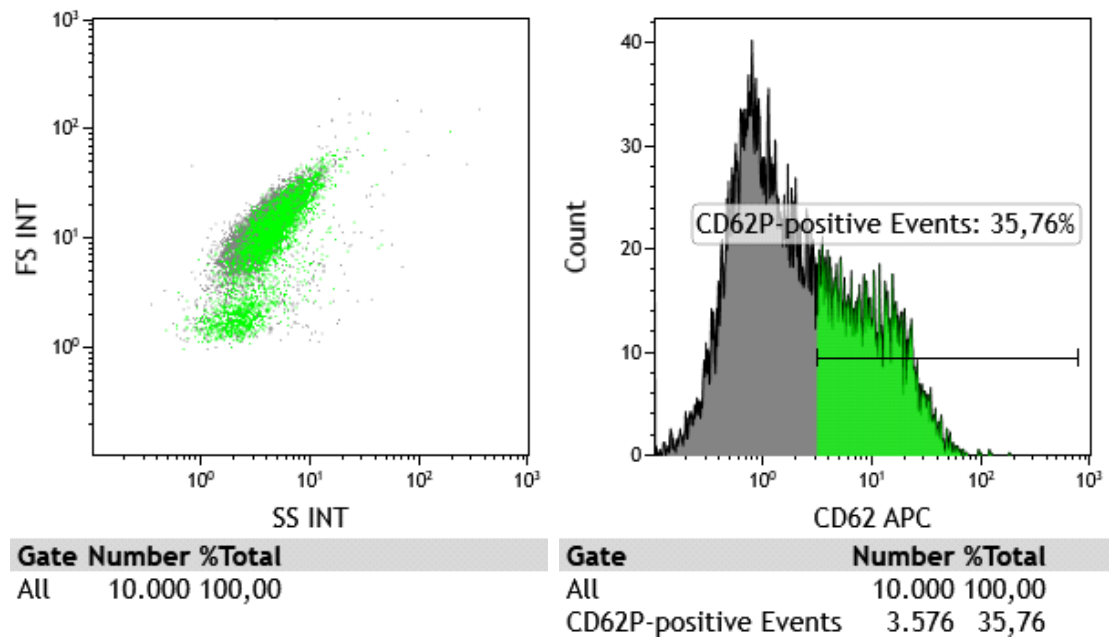 10³
10²
10¹
10⁰
FS INT
10⁰ 10¹ 10² 10³
SS INT
Gate Number %Total
All 10.000 100,00
40
30
20
10
0
Count
CD62P-positive Events: 35,76%
10⁰ 10¹ 10² 10³
CD62 APC
Gate Number %Total
All 10.000 100,00
CD62P-positive Events 3.576 35,76